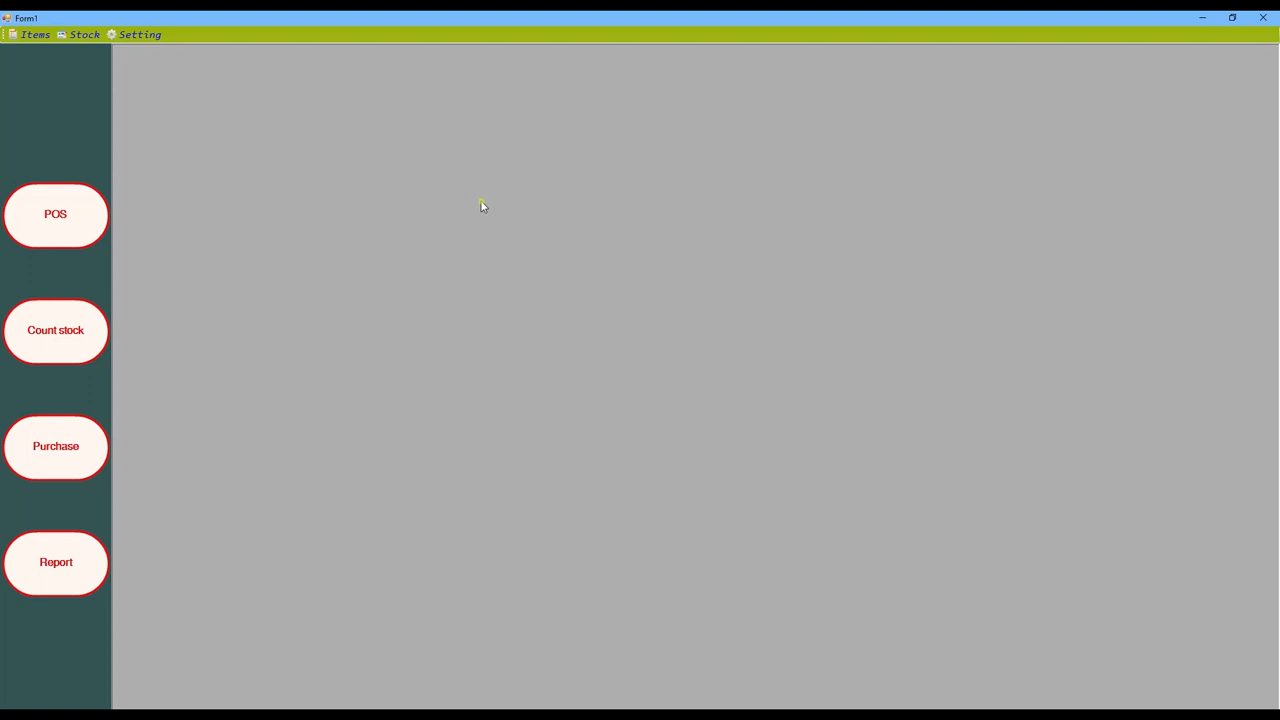 Form1
Items Stock Setting
POS
Count stock
Purchase
Report